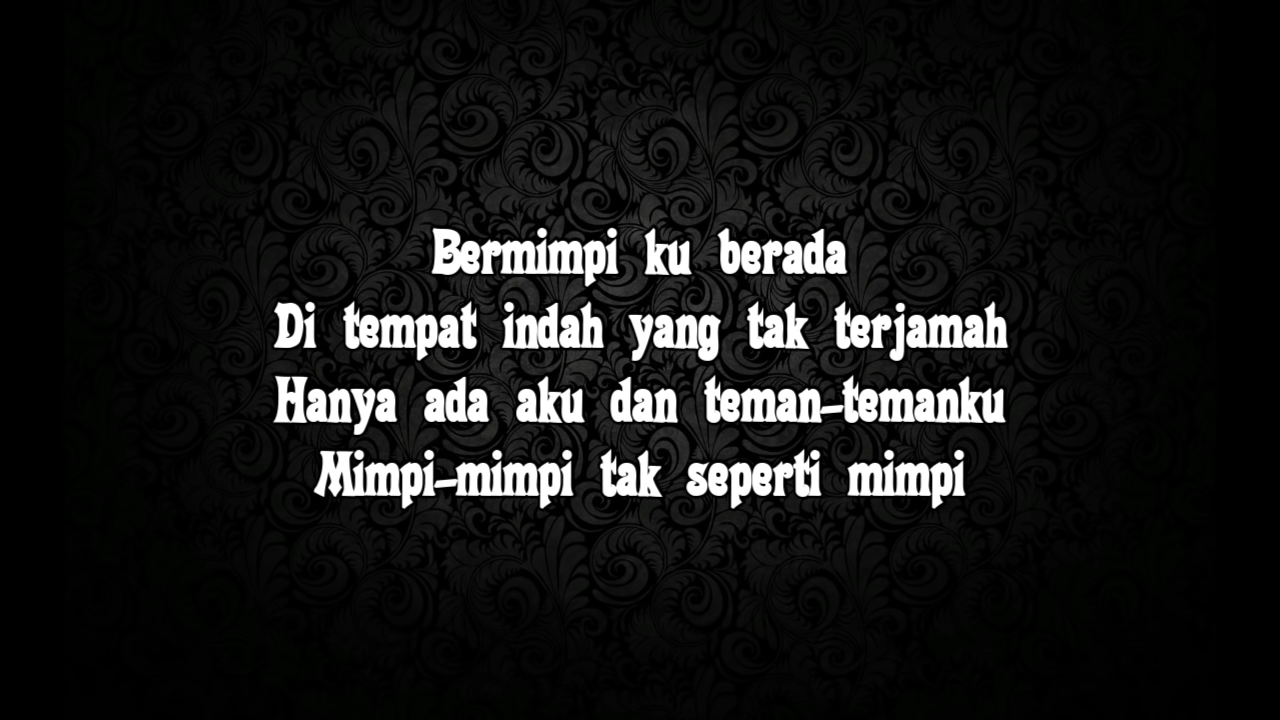 Bermimpi ku berada
Di tempat indah yang tak terjamah
Hanya ada aku dan teman-temanku
Mimpi-mimpi tak seperti mimpi